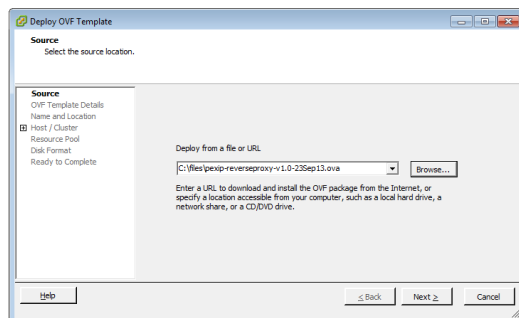 Deploy OVF Template
Source
Select the source location.
Source
OVF Template Details
Name and Location
Host / Cluster
Resource Pool
Disk Format
Ready to Complete
Deploy from a file or URL
C:\files\pexip-reverseproxy-v1.0-23Sep13.ova
Browse...
Enter a URL to download and install the OVF package from the Internet, or
specify a location accessible from your computer, such as a local hard drive, a
network share, or a CD/DVD drive.
Help
< Back
Next >
Cancel